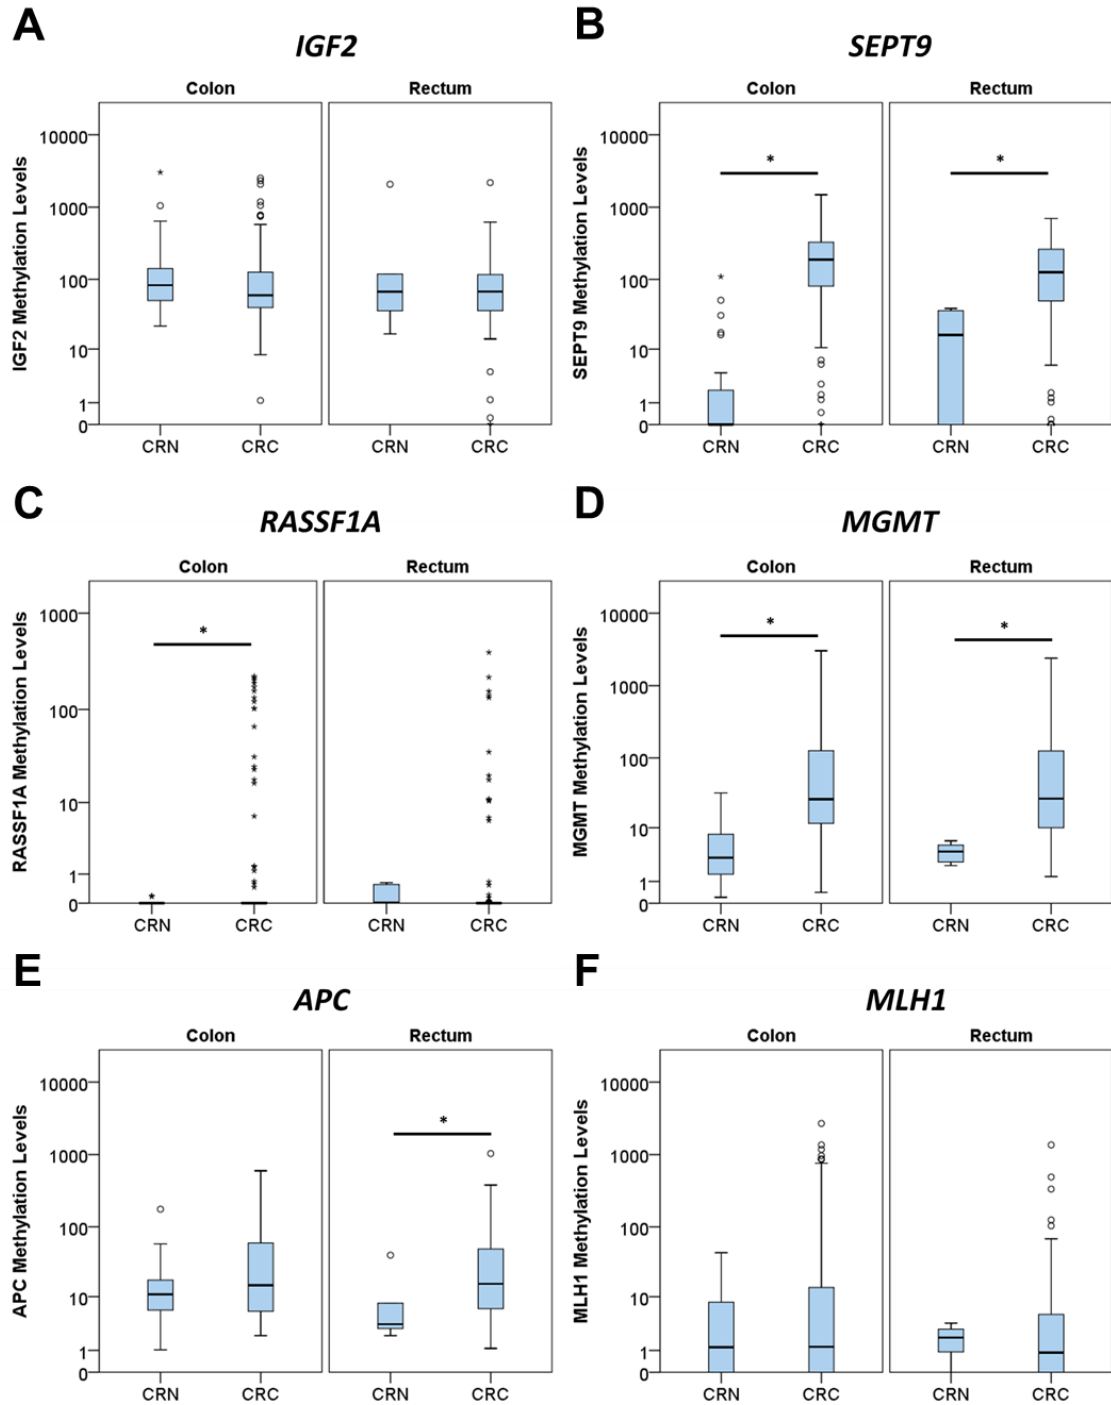 A
IGF2
Colon
Rectum
IGF2 Methylation Levels
10000
1000
100
10
1
0
CRN
CRC
CRN
CRC
B
SEPT9
Colon
Rectum
SEPT9 Methylation Levels
10000
1000
100
10
1
0
*
*
CRN
CRC
CRN
CRC
C
RASSF1A
Colon
Rectum
RASSF1A Methylation Levels
1000
100
10
1
0
*
CRN
CRC
CRN
CRC
D
MGMT
Colon
Rectum
MGMT Methylation Levels
10000
1000
100
10
1
0
*
*
CRN
CRC
CRN
CRC
E
APC
Colon
Rectum
APC Methylation Levels
10000
1000
100
10
1
0
*
CRN
CRC
CRN
CRC
F
MLH1
Colon
Rectum
MLH1 Methylation Levels
10000
1000
100
10
1
0
CRN
CRC
CRN
CRC